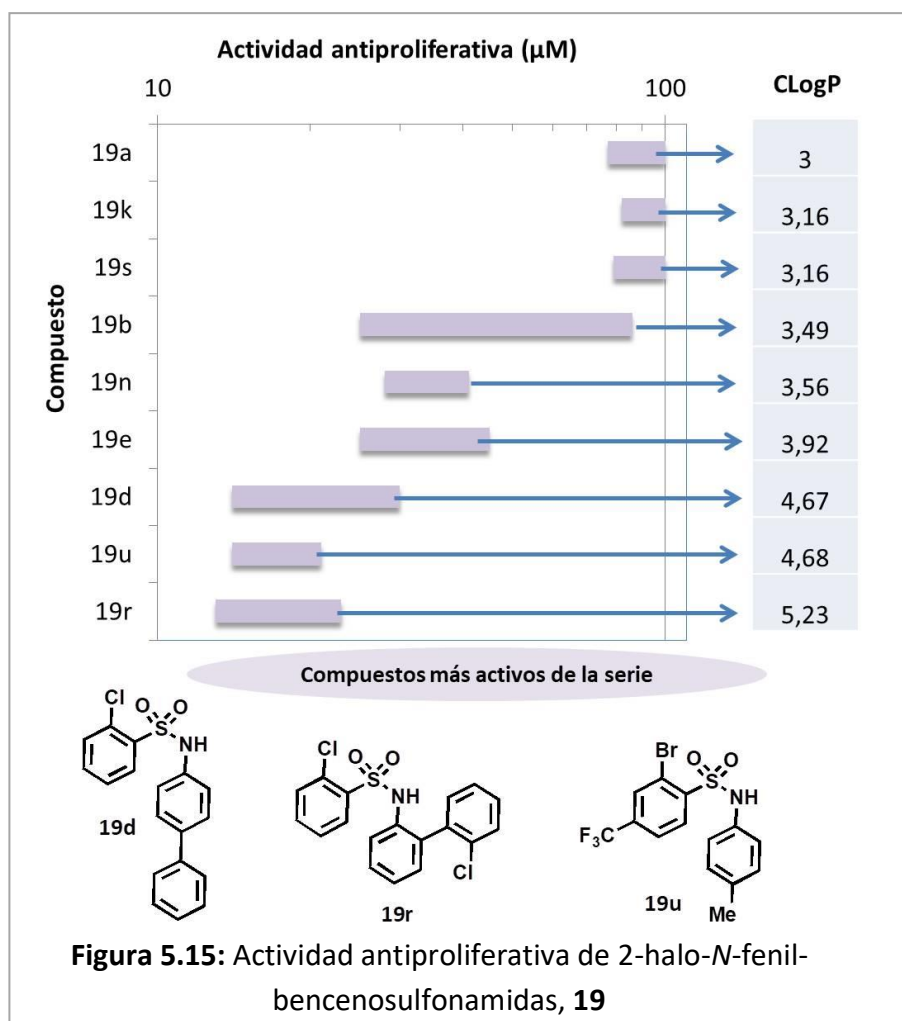 Actividad antiproliferativa (µM)
10 100 CLogP
Compuesto
19a 3
19k 3,16
19s 3,16
19b 3,49
19n 3,56
19e 3,92
19d 4,67
19u 4,68
19r 5,23
Compuestos más activos de la serie
Cl O O S NH
19d
Cl O O S NH
Cl
19r
Br O O S NH
F3C
Me
19u
Figura 5.15: Actividad antiproliferativa de 2-halo-N-fenil-
bencenosulfonamidas, 19